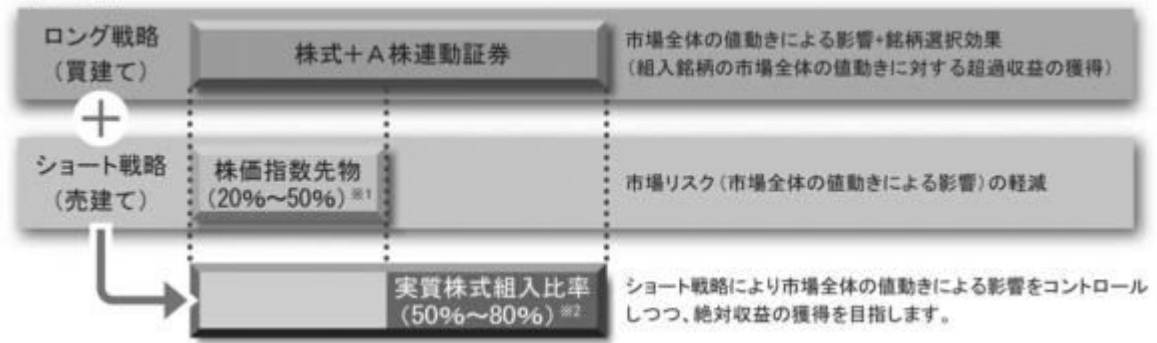 ロング戦略
(買建て)
株式+A株連動証券
市場全体の値動きによる影響+銘柄選択効果
(組入銘柄の市場全体の値動きに対する超過収益の獲得)
+
ショート戦略
(売建て)
株価指数先物
(20%~50%)※1
市場リスク(市場全体の値動きによる影響)の軽減
実質株式組入比率
(50%~80%)※2
ショート戦略により市場全体の値動きによる影響をコントロール
しつつ、絶対収益の獲得を目指します。